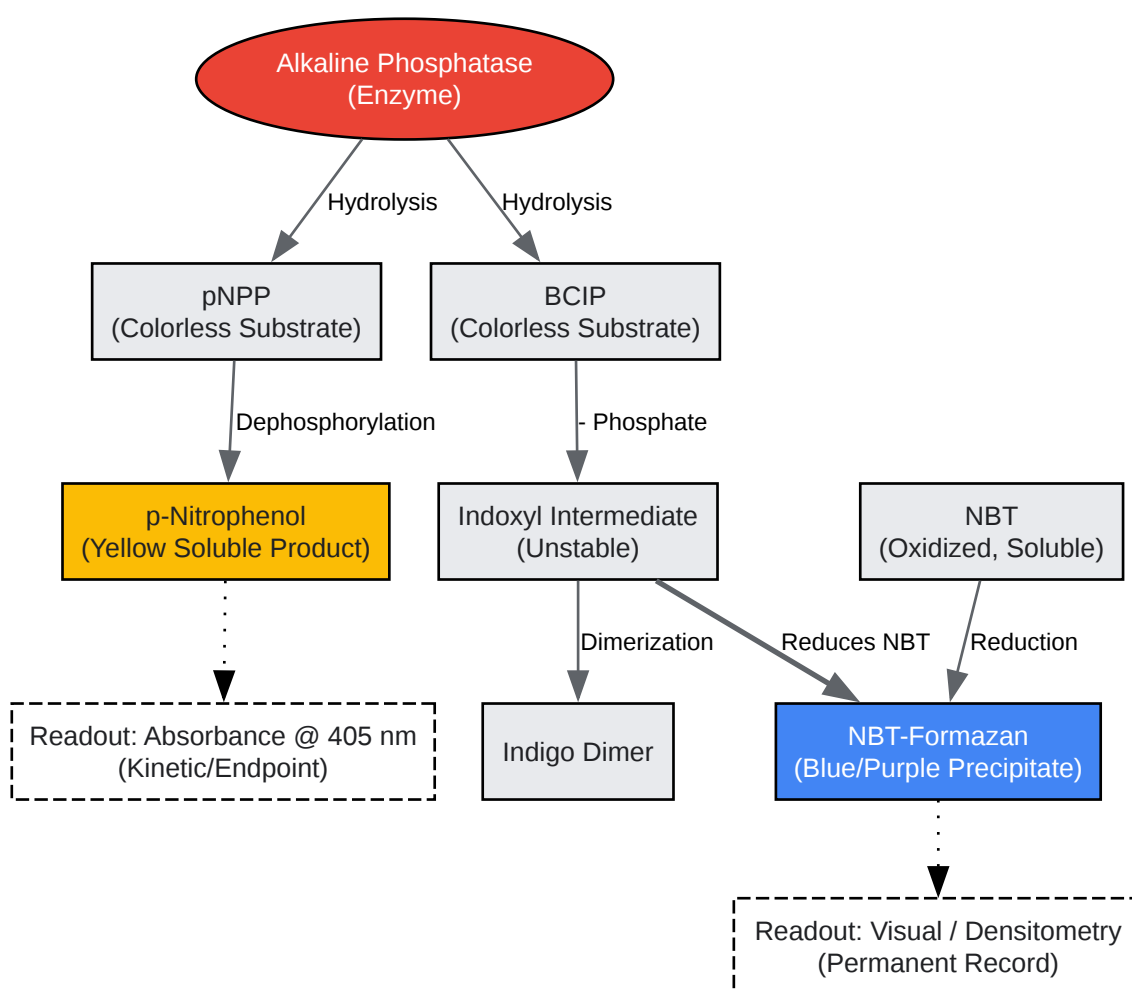 Alkaline Phosphatase
(Enzyme)
Hydrolysis
Hydrolysis
pNPP
(Colorless Substrate)
BCIP
(Colorless Substrate)
Dephosphorylation
- Phosphate
p-Nitrophenol
(Yellow Soluble Product)
Indoxyl Intermediate
(Unstable)
NBT
(Oxidized, Soluble)
Dimerization
Reduces NBT
Reduction
Readout: Absorbance @ 405 nm
(Kinetic/Endpoint)
Indigo Dimer
NBT-Formazan
(Blue/Purple Precipitate)
Readout: Visual / Densitometry
(Permanent Record)